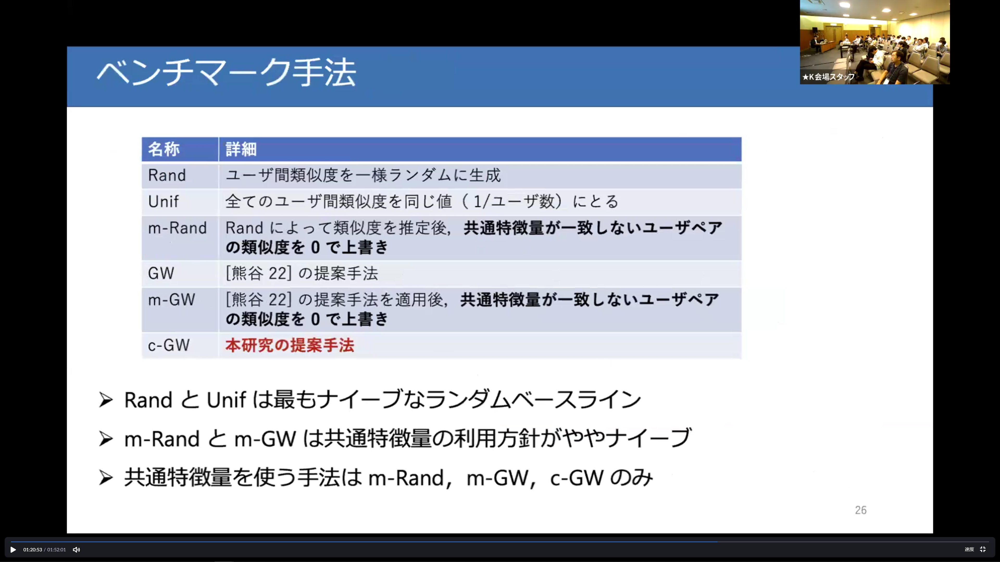 ベンチマーク手法
★K会場スタッフ
名称 詳細
Rand ユーザ間類似度を一様ランダムに生成
Unif 全てのユーザ間類似度を同じ値（ 1/ユーザ数）にとる
m-Rand Rand によって類似度を推定後，共通特徴量が一致しないユーザペア
の類似度を 0 で上書き
GW [熊谷 22] の提案手法
m-GW [熊谷 22] の提案手法を適用後，共通特徴量が一致しないユーザペア
の類似度を 0 で上書き
c-GW 本研究の提案手法
➢ Rand と Unif は最もナイーブなランダムベースライン
➢ m-Rand と m-GW は共通特徴量の利用方針がややナイーブ
➢ 共通特徴量を使う手法は m-Rand，m-GW，c-GW のみ
26
01:20:53 / 01:52:01 速度